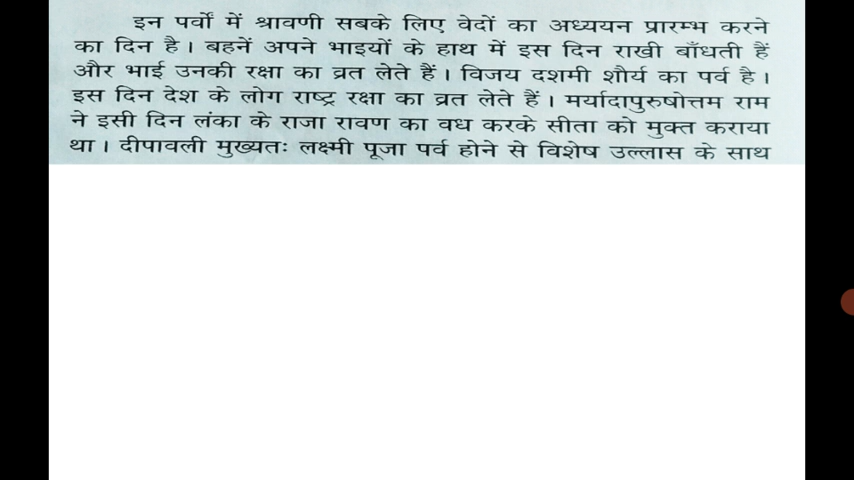 इन पर्वों में श्रावणी सबके लिए वेदों का अध्ययन प्रारम्भ करने
का दिन है। बहनें अपने भाइयों के हाथ में इस दिन राखी बाँधती हैं
और भाई उनकी रक्षा का व्रत लेते हैं। विजय दशमी शौर्य का पर्व है।
इस दिन देश के लोग राष्ट्र रक्षा का व्रत लेते हैं। मर्यादापुरुषोत्तम राम
ने इसी दिन लंका के राजा रावण का वध करके सीता को मुक्त कराया
था। दीपावली मुख्यतः लक्ष्मी पूजा पर्व होने से विशेष उल्लास के साथ